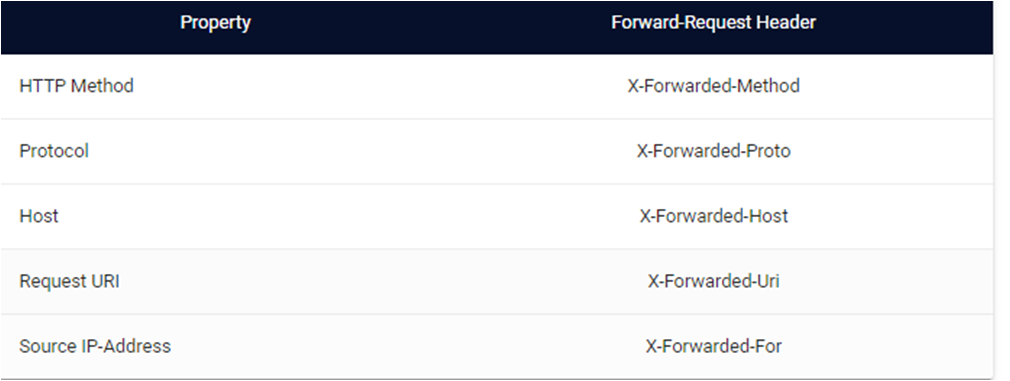 Property Forward-Request Header
HTTP Method X-Forwarded-Method
Protocol X-Forwarded-Proto
Host X-Forwarded-Host
Request URI X-Forwarded-Uri
Source IP-Address X-Forwarded-For